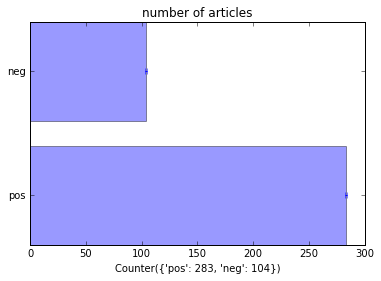 number of articles
neg
pos
0 50 100 150 200 250 300
Counter({'pos': 283, 'neg': 104})